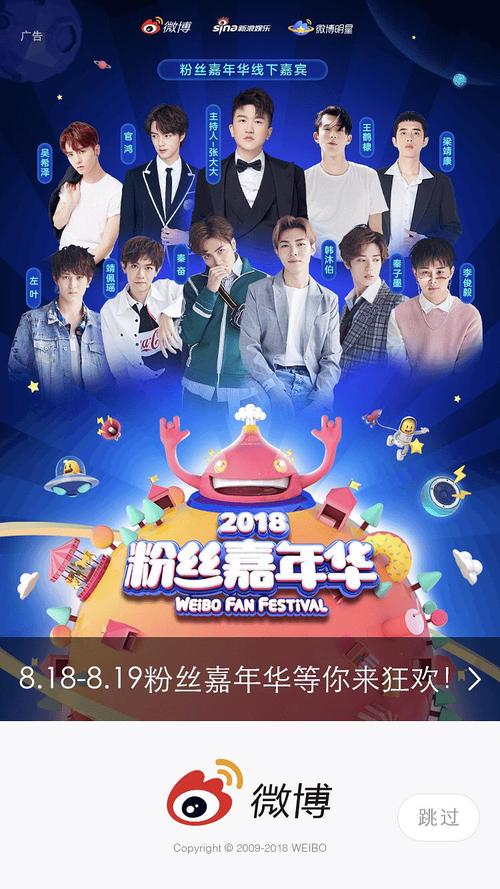 广告
微博
sina新浪娱乐
微博明星
粉丝嘉年华线下嘉宾
吴希泽
官鸿
主持人-张大大
王鹤棣
梁靖康
左叶
靖佩瑶
秦奋
韩沐伯
秦子墨
李俊毅
Coca
2018
粉丝嘉年华
WEIBO FAN FESTIVAL
8.18-8.19粉丝嘉年华等你来狂欢!
微博
跳过
Copyright © 2009-2018 WEIBO